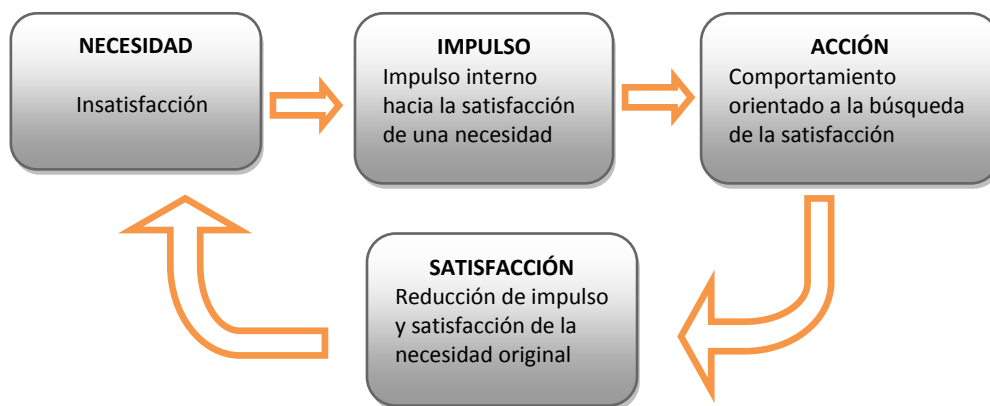 NECESIDAD
Insatisfacción
IMPULSO
Impulso interno
hacia la satisfacción
de una necesidad
ACCIÓN
Comportamiento
orientado a la búsqueda
de la satisfacción
SATISFACCIÓN
Reducción de impulso
y satisfacción de la
necesidad original